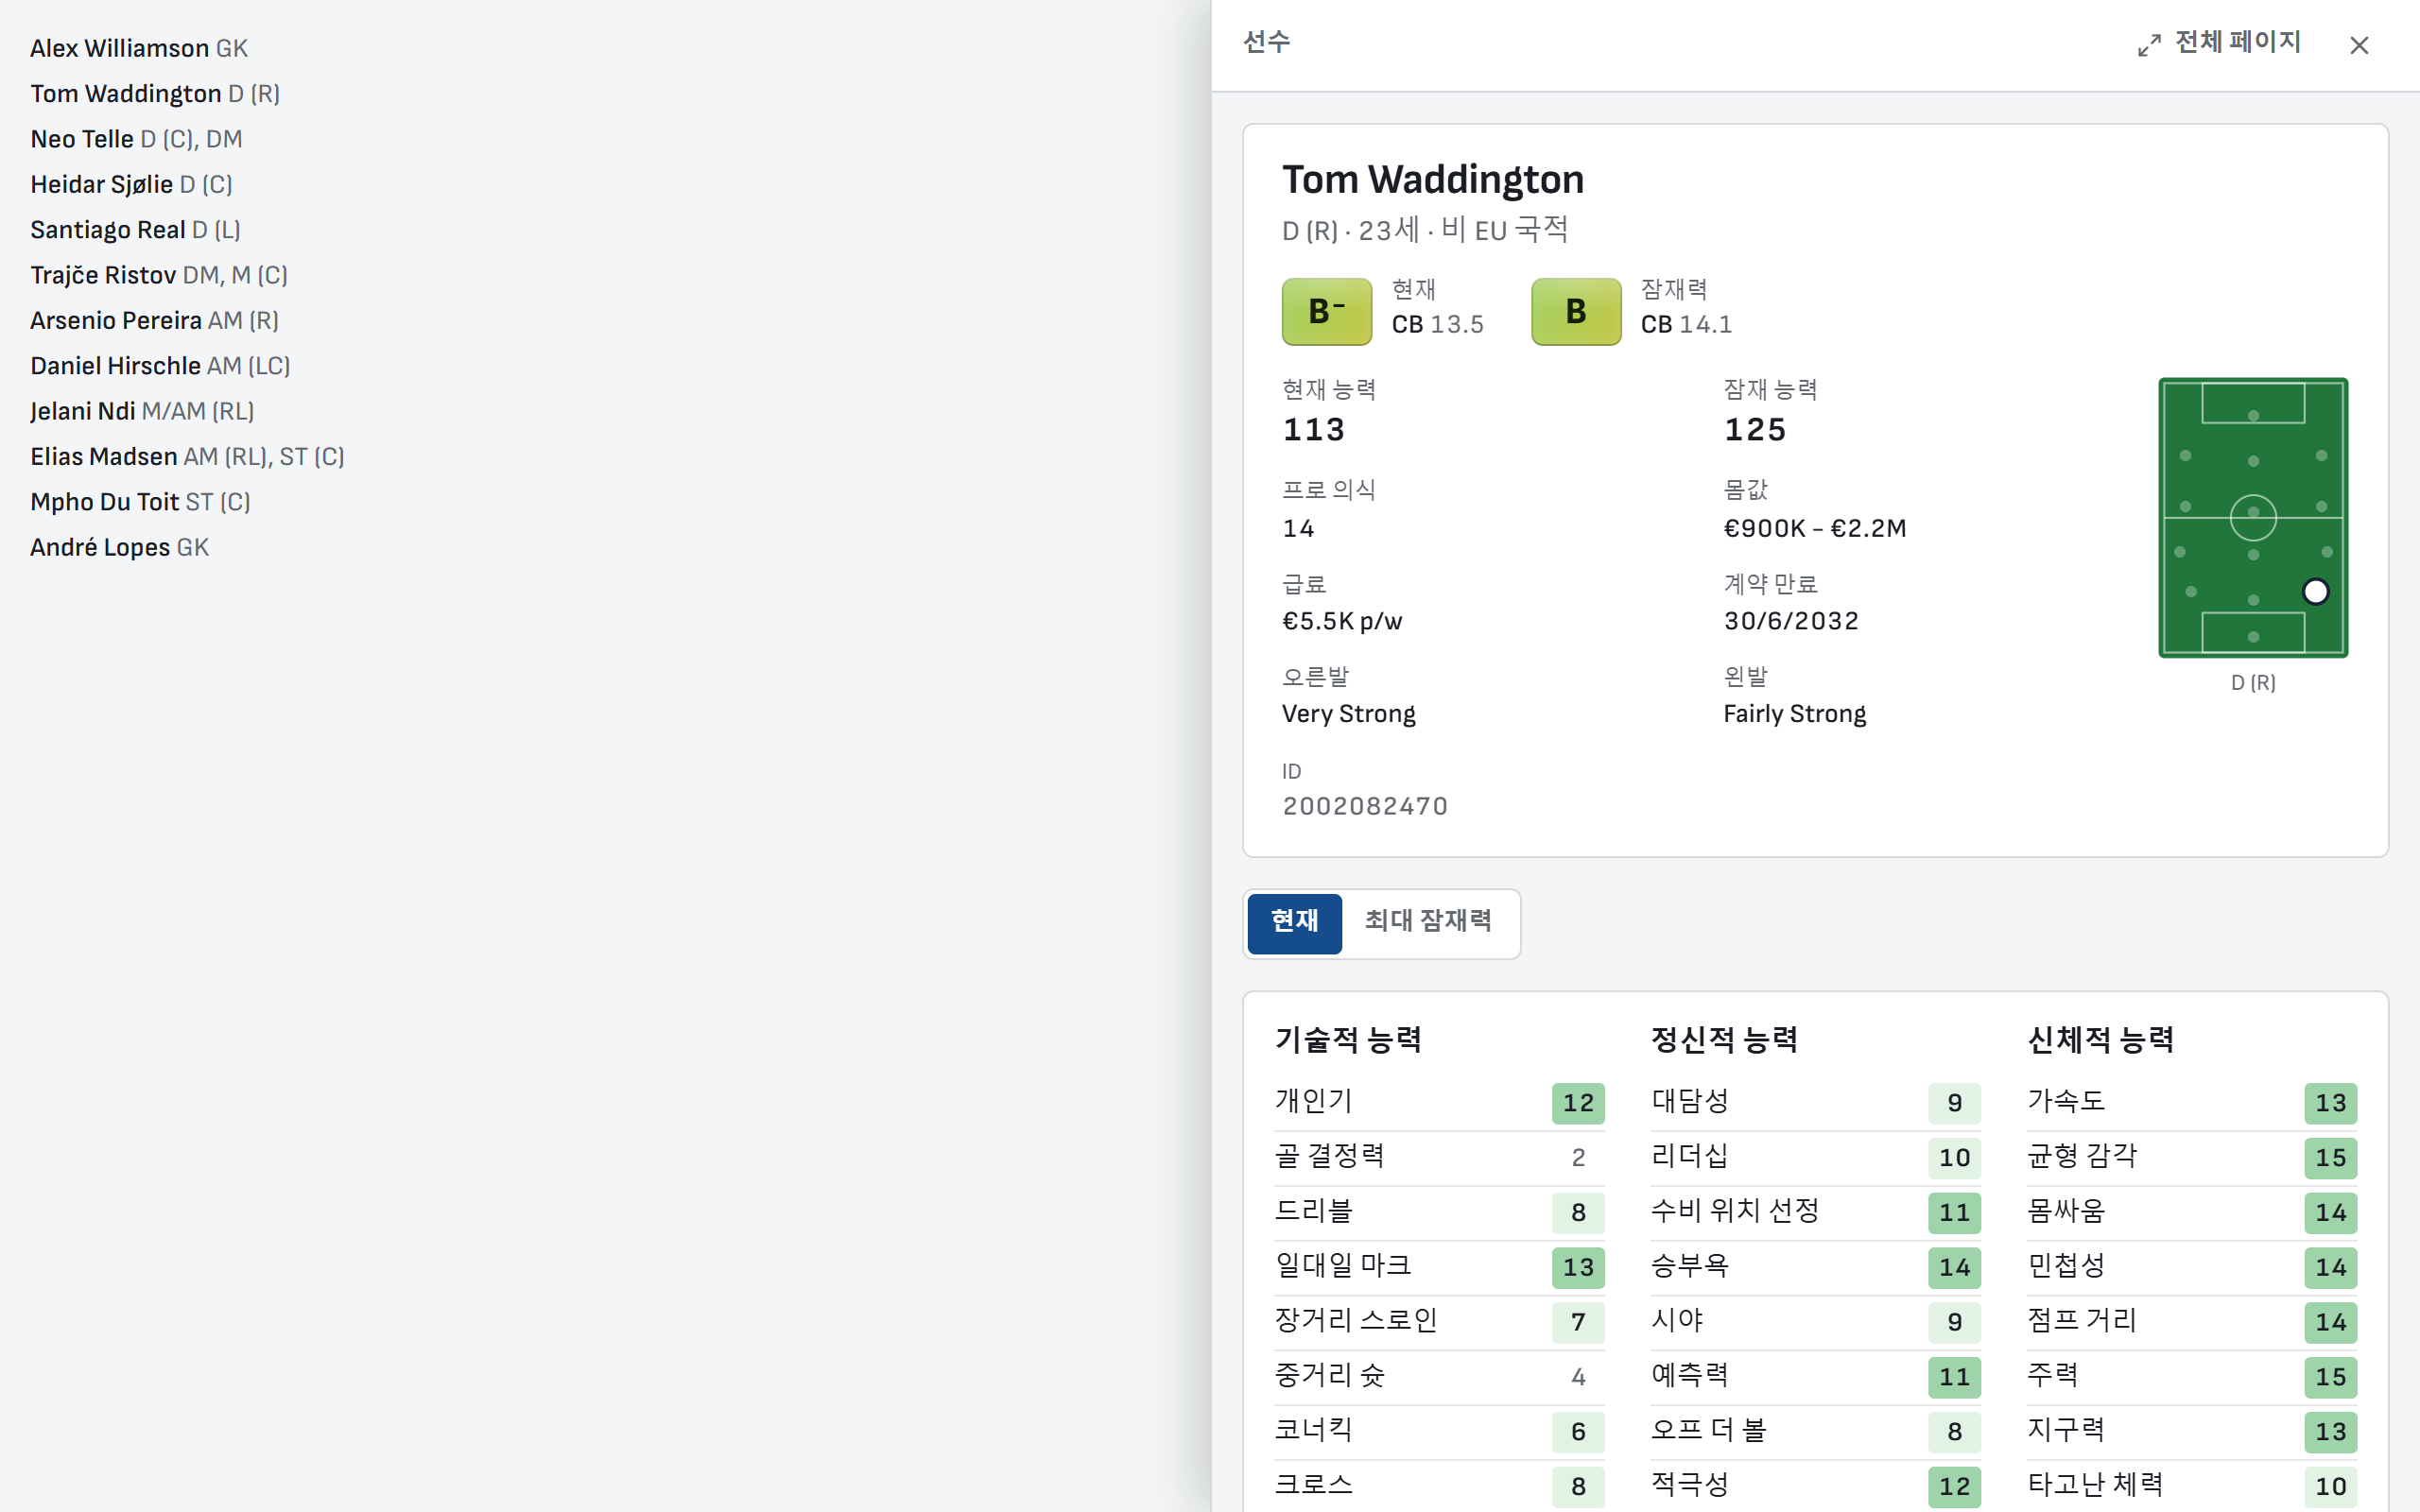 Alex Williamson GK
Tom Waddington D (R)
Neo Telle D (C), DM
Heidar Sjølie D (C)
Santiago Real D (L)
Trajče Ristov DM, M (C)
Arsenio Pereira AM (R)
Daniel Hirschle AM (LC)
Jelani Ndi M/AM (RL)
Elias Madsen AM (RL), ST (C)
Mpho Du Toit ST (C)
André Lopes GK
선수
전체 페이지
Tom Waddington
D (R) · 23세 · 비 EU 국적
B-
현재
CB 13.5
B
잠재력
CB 14.1
현재 능력
113
잠재 능력
125
프로 의식
14
몸값
€900K - €2.2M
급료
€5.5K p/w
계약 만료
30/6/2032
오른발
Very Strong
왼발
Fairly Strong
ID
2002082470
D (R)
현재
최대 잠재력
기술적 능력
개인기 12
골 결정력 2
드리블 8
일대일 마크 13
장거리 스로인 7
중거리 슛 4
코너킥 6
크로스 8
정신적 능력
대담성 9
리더십 10
수비 위치 선정 11
승부욕 14
시야 9
예측력 11
오프 더 볼 8
적극성 12
신체적 능력
가속도 13
균형 감각 15
몸싸움 14
민첩성 14
점프 거리 14
주력 15
지구력 13
타고난 체력 10